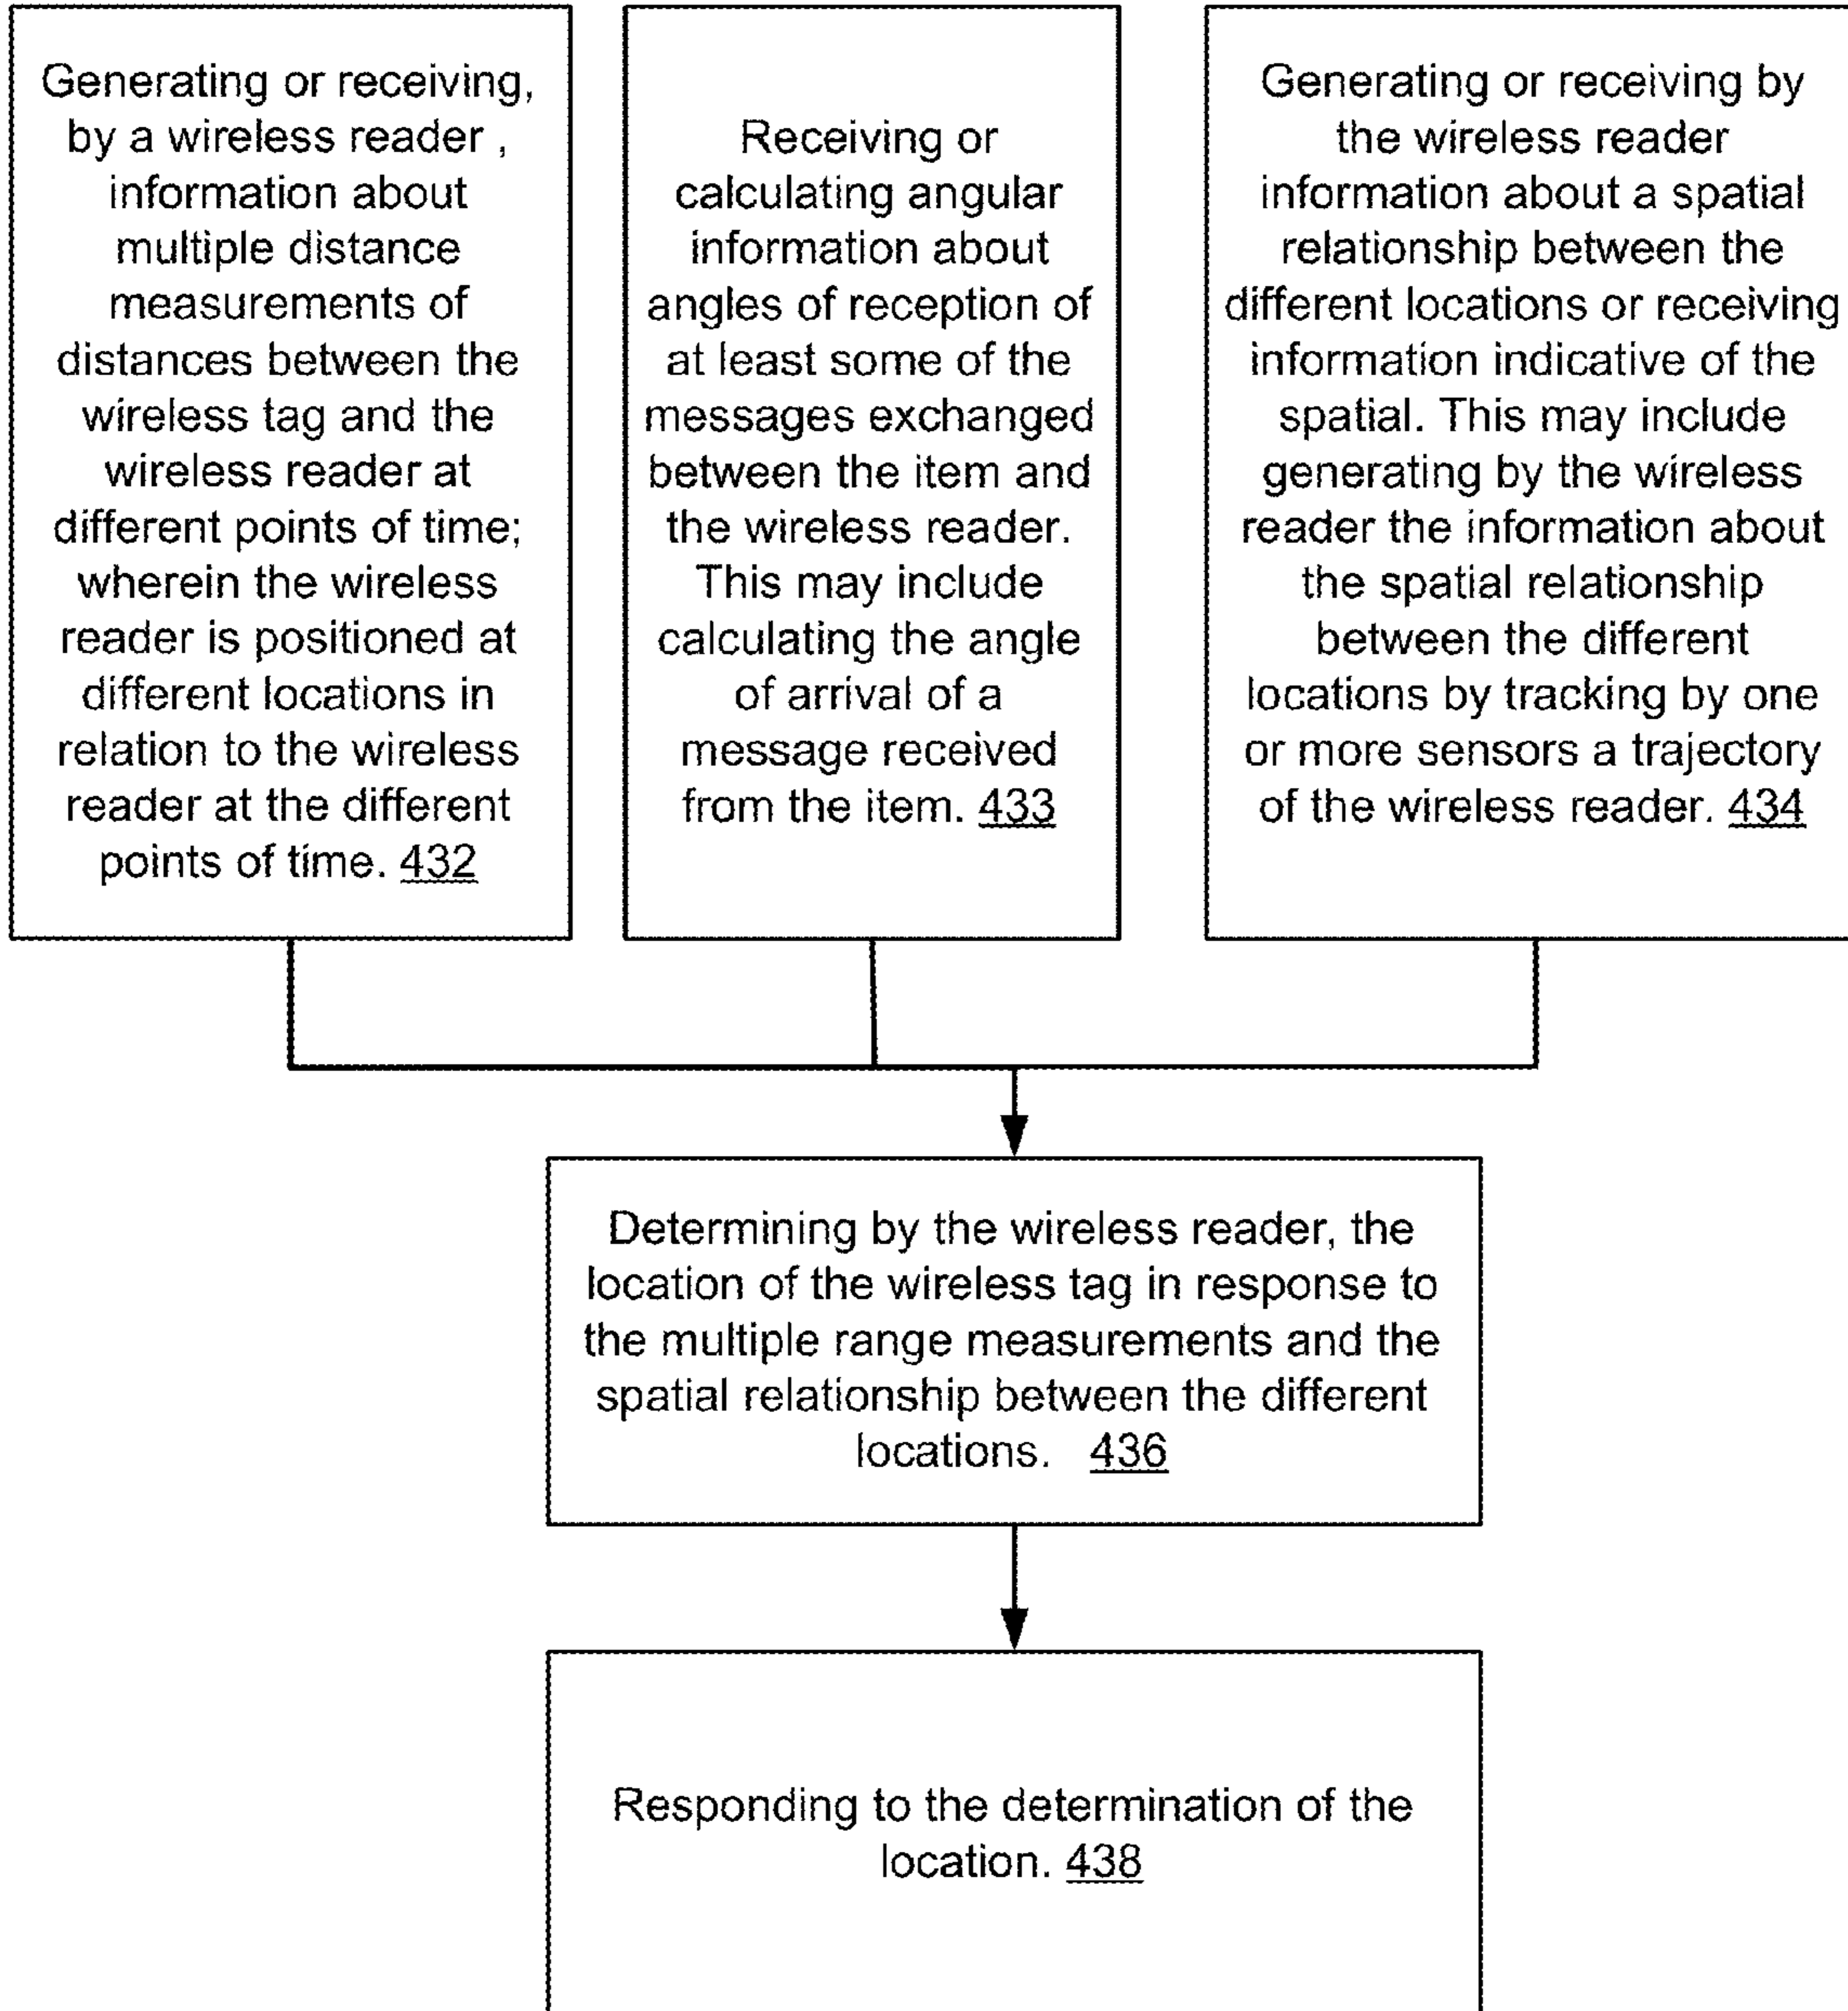 Generating or receiving,
by a wireless reader ,
information about
multiple distance
measurements of
distances between the
wireless tag and the
wireless reader at
different points of time;
wherein the wireless
reader is positioned at
different locations in
relation to the wireless
reader at the different
points of time. 432
Receiving or
calculating angular
information about
angles of reception of
at least some of the
messages exchanged
between the item and
the wireless reader.
This may include
calculating the angle
of arrival of a
message received
from the item. 433
Generating or receiving by
the wireless reader
information about a spatial
relationship between the
different locations or receiving
information indicative of the
spatial. This may include
generating by the wireless
reader the information about
the spatial relationship
between the different
locations by tracking by one
or more sensors a trajectory
of the wireless reader. 434
Determining by the wireless reader, the
location of the wireless tag in response to
the multiple range measurements and the
spatial relationship between the different
locations. 436
Responding to the determination of the
location. 438